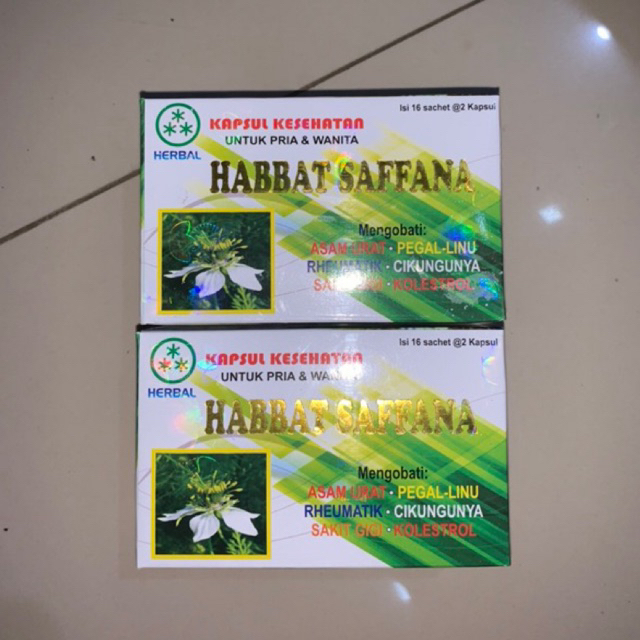 Isi 16 sachet @2 Kapsul
KAPSUL KESEHATAN
UNTUK PRIA & WANITA
HERBAL
HABBAT SAFFANA
Mengobati:
ASAM URAT · PEGAL-LINU
RHEUMATIK · CIKUNGUNYA
SAKIT GIGI · KOLESTROL
Isi 16 sachet @2 Kapsul
KAPSUL KESEHATAN
UNTUK PRIA & WANITA
HERBAL
HABBAT SAFFANA
Mengobati:
ASAM URAT · PEGAL-LINU
RHEUMATIK · CIKUNGUNYA
SAKIT GIGI · KOLESTROL